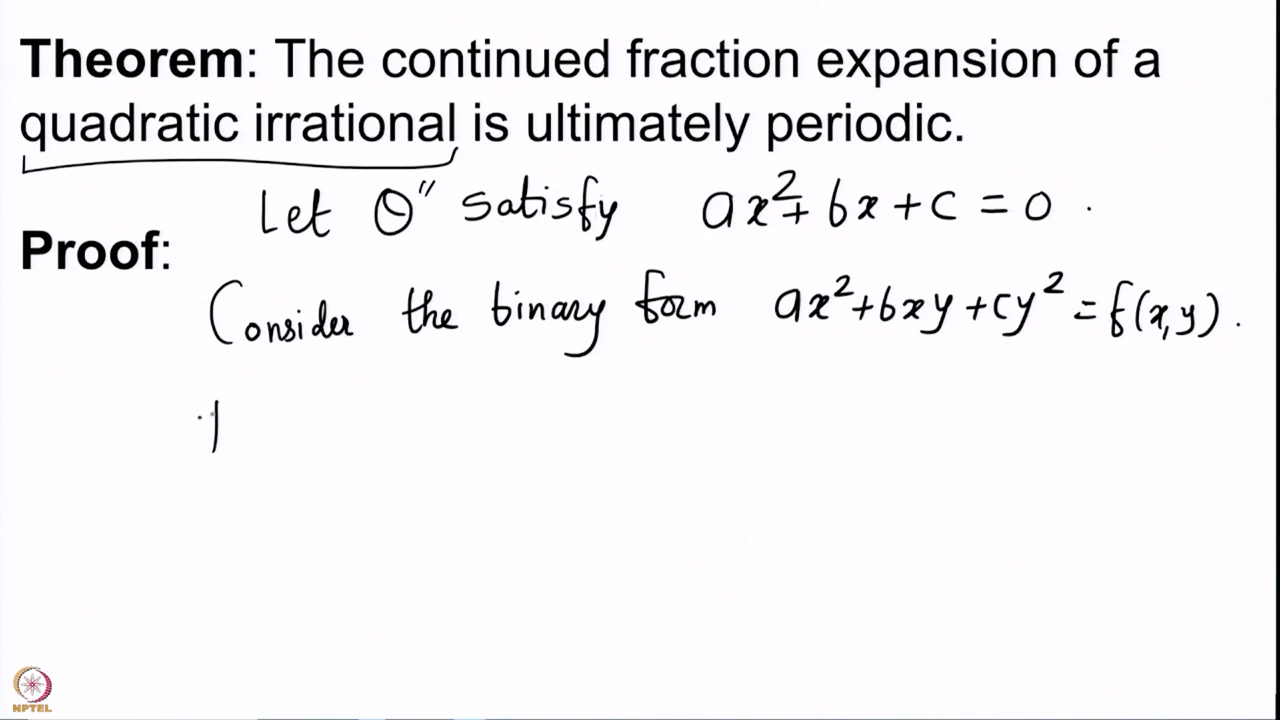 Theorem: The continued fraction expansion of a
quadratic irrational is ultimately periodic.
Let θ" satisfy ax²+ bx + c = 0 .
Proof:
Consider the binary form ax²+bxy+cy² = f(x,y) .
NPTEL